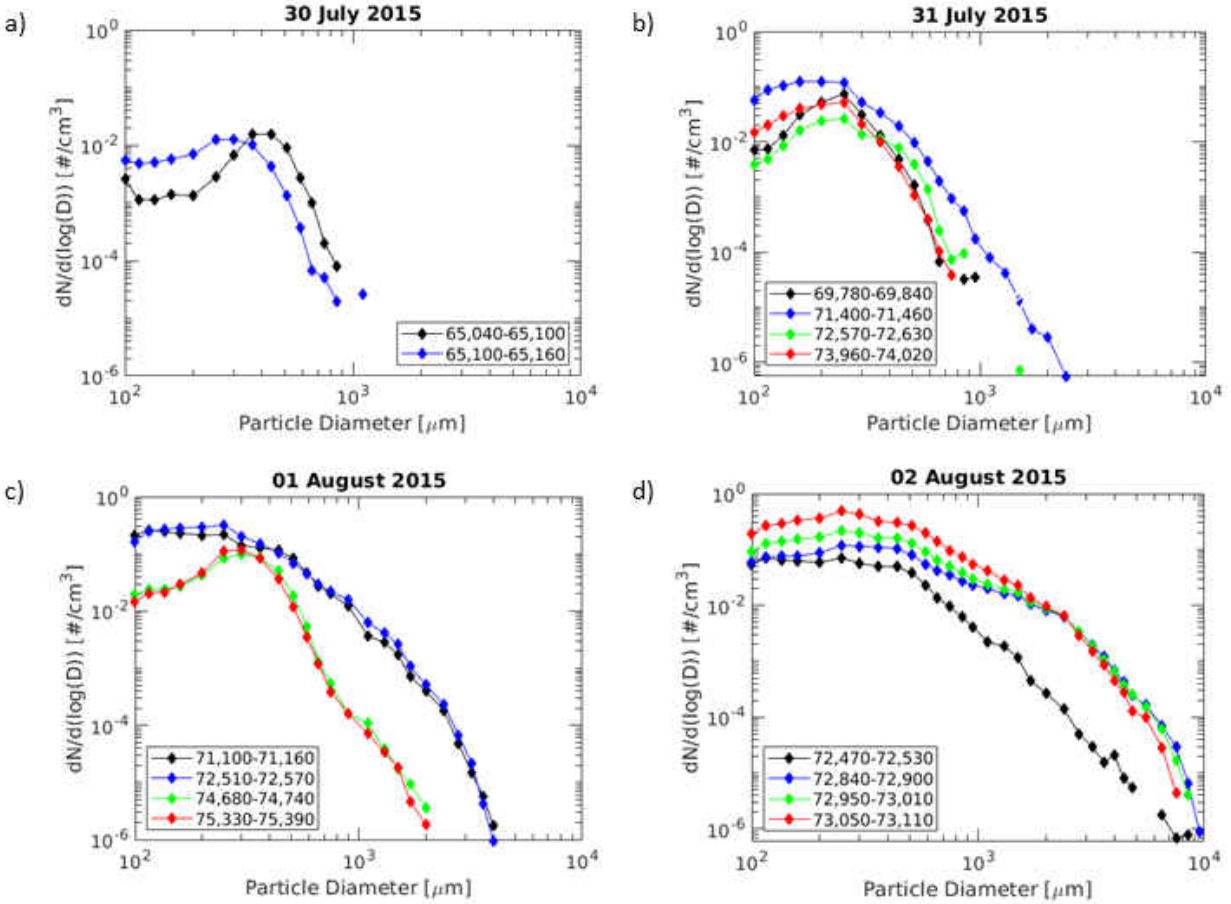 a)
30 July 2015
10^0
10^-2
10^-4
10^-6
dN/d(log(D)) [#/cm^3]
65,040-65,100
65,100-65,160
10^2
10^3
10^4
Particle Diameter [μm]
b)
31 July 2015
10^0
10^-2
10^-4
10^-6
dN/d(log(D)) [#/cm^3]
69,780-69,840
71,400-71,460
72,570-72,630
73,960-74,020
10^2
10^3
10^4
Particle Diameter [μm]
c)
01 August 2015
10^0
10^-2
10^-4
10^-6
dN/d(log(D)) [#/cm^3]
71,100-71,160
72,510-72,570
74,680-74,740
75,330-75,390
10^2
10^3
10^4
Particle Diameter [μm]
d)
02 August 2015
10^0
10^-2
10^-4
10^-6
dN/d(log(D)) [#/cm^3]
72,470-72,530
72,840-72,900
72,950-73,010
73,050-73,110
10^2
10^3
10^4
Particle Diameter [μm]